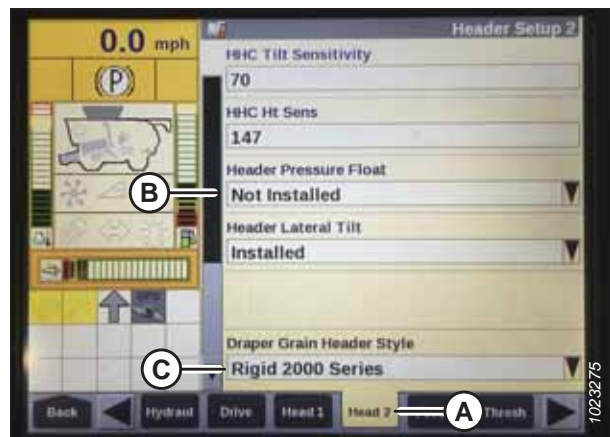 0.0 mph
Header Setup 2
(P)
HHC Tilt Sensitivity
70
HHC Ht Sens
147
Header Pressure Float
B
Not Installed
Header Lateral Tilt
Installed
Draper Grain Header Style
C
Rigid 2000 Series
Back
Hydraul
Drive
Head 1
Head 2
A
Thresh
1023275